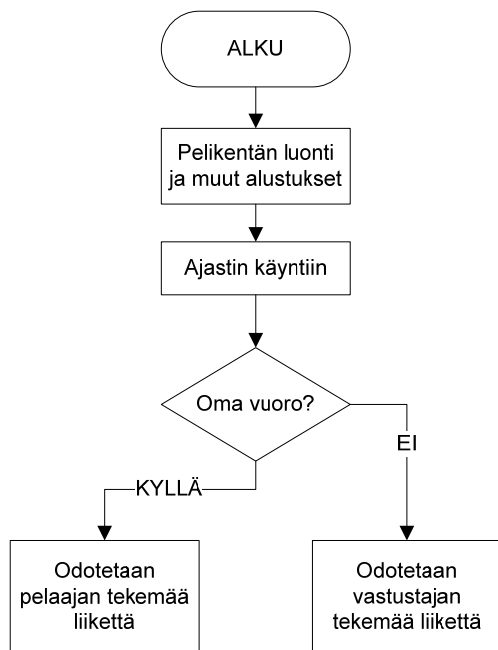 ALKU
Pelikentän luonti
ja muut alustukset
Ajastin käyntiin
Oma vuoro?
EI
KYLLÄ
Odotetaan
pelaajan tekemää
liikettä
Odotetaan
vastustajan
tekemää liikettä